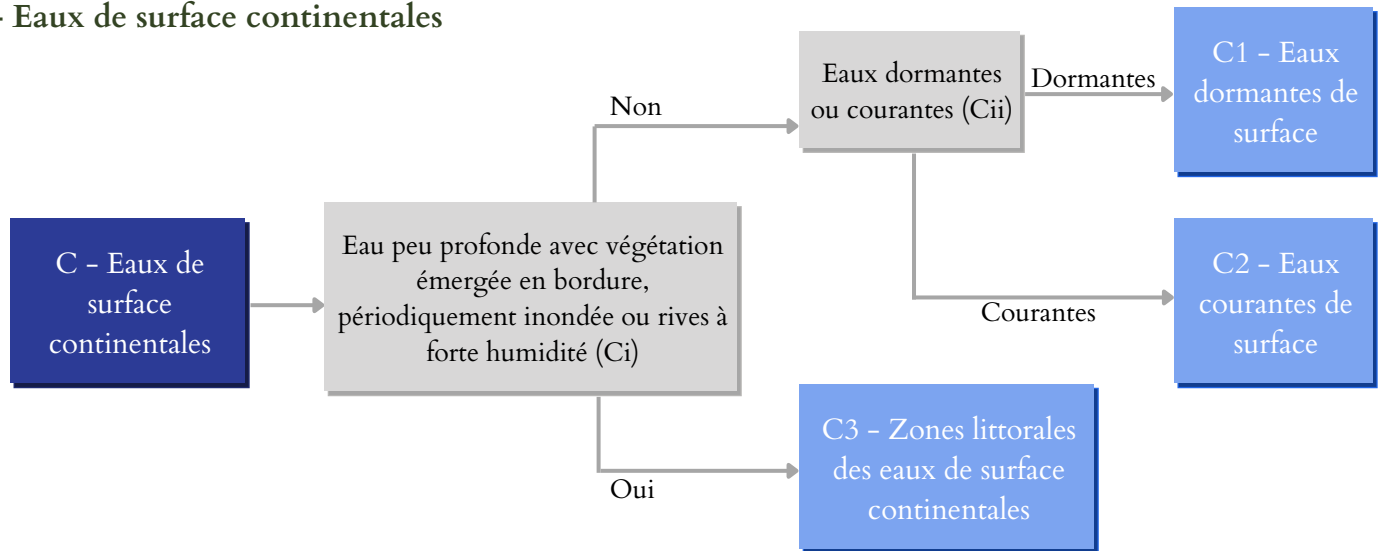 - Eaux de surface continentales
C - Eaux de
surface
continentales
Eau peu profonde avec végétation
émergée en bordure,
périodiquement inondée ou rives à
forte humidité (Ci)
Non
Eaux dormantes
ou courantes (Cii)
Dormantes
C1 - Eaux
dormantes de
surface
Courantes
C2 - Eaux
courantes de
surface
Oui
C3 - Zones littorales
des eaux de surface
continentales